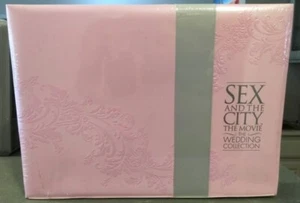 SEX
AND THE
CITY
THE MOVIE
THE
WEDDING
COLLECTION